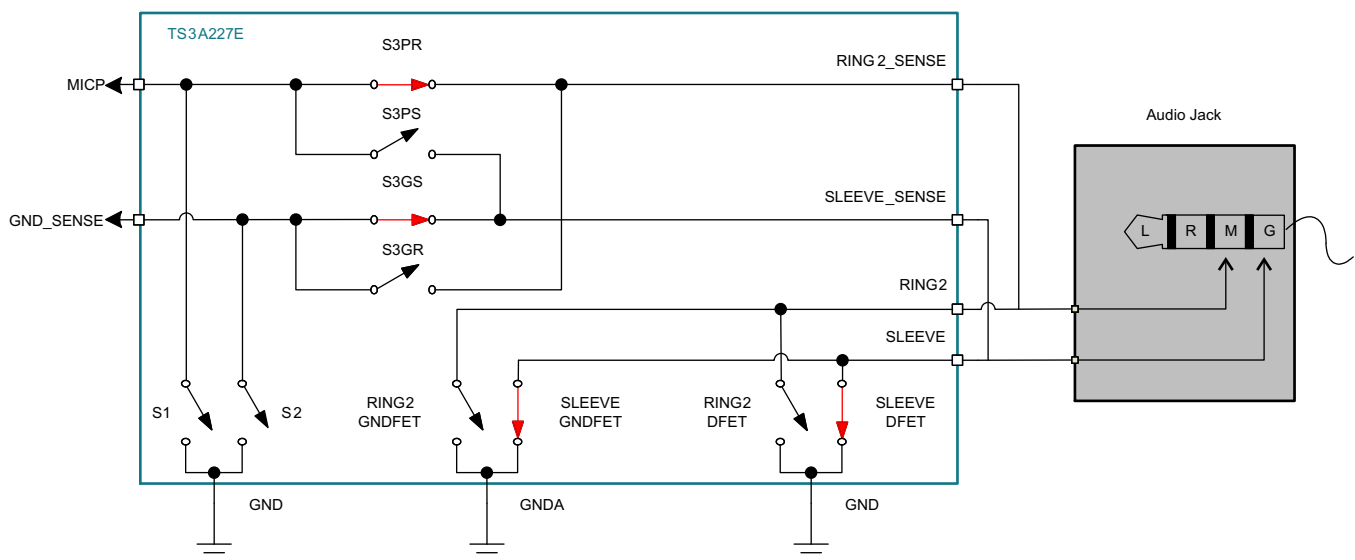 TS3A227E
S3PR
MICP
RING2_SENSE
S3PS
Audio Jack
S3GS
GND_SENSE
SLEEVE_SENSE
L R M G
S3GR
RING2
SLEEVE
S1
S2
RING2
GNDFET
SLEEVE
GNDFET
RING2
DFET
SLEEVE
DFET
GND
GNDA
GND